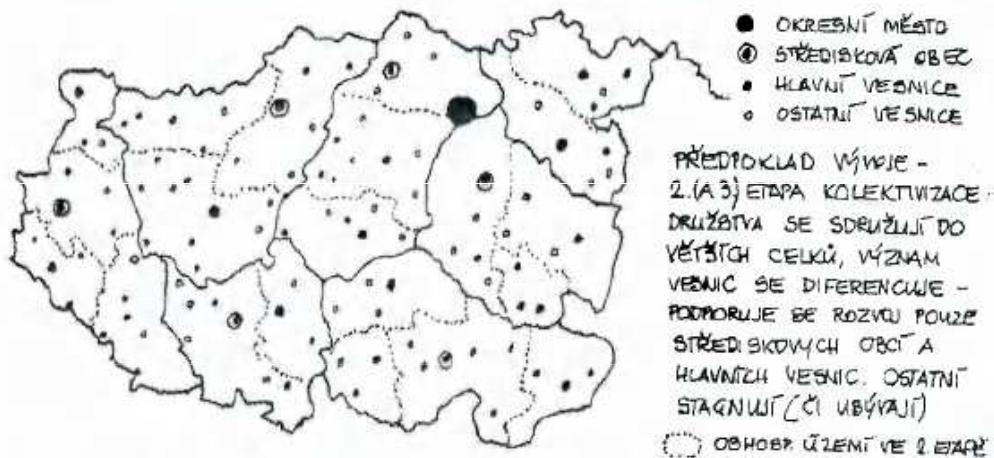 OKRESNÍ MĚSTO
STŘEDISKOVÁ OBEC
HLAVNÍ VESNICE
OSTATNÍ VESNICE
PŘEDPOKLAD VÝVOJE -
2.(A 3) ETAPA KOLEKTIVIZACE -
DRUŽSTVA SE SDRUŽUJÍ DO
VĚTŠÍCH CELKŮ, VÝZNAM
VESNIC SE DIFERENCUJE -
PODPORUJE SE ROZVOJ POUZE
STŘEDISKOVÝCH OBCÍ A
HLAVNÍCH VESNIC. OSTATNÍ
STAGNUJÍ (ČI UBÝVAJÍ)
ÚZEMÍ VE 2. ETAPĚ